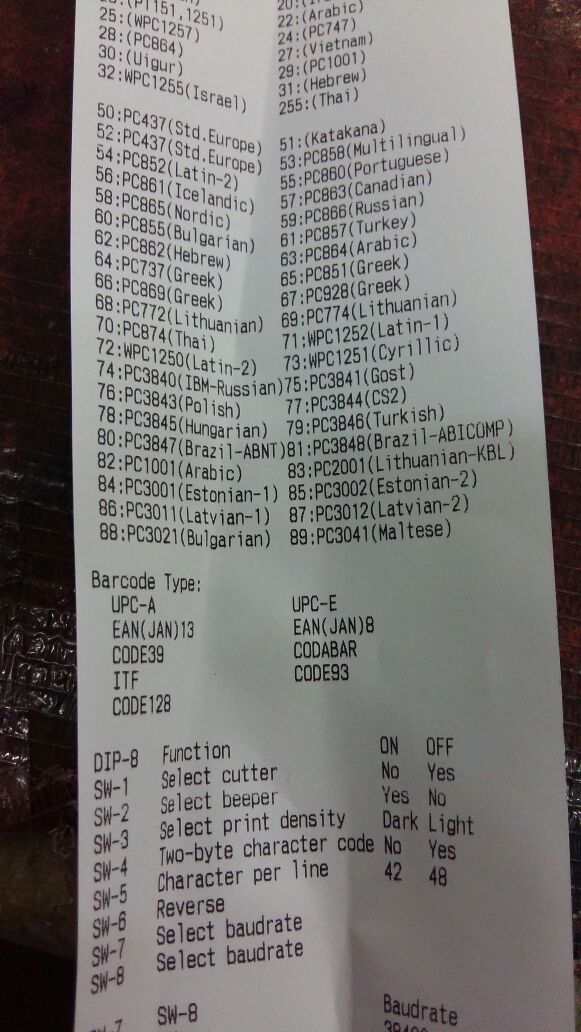 (PT151,1251)
25:(WPC1257) 22:(Arabic)
28:(PC864) 24:(PC747)
30:(Uigur) 27:(Vietnam)
32:WPC1255(Israel) 29:(PC1001)
31:(Hebrew)
255:(Thai)
50:PC437(Std.Europe) 51:(Katakana)
52:PC437(Std.Europe) 53:PC858(Multilingual)
54:PC852(Latin-2) 55:PC860(Portuguese)
56:PC861(Icelandic) 57:PC863(Canadian)
58:PC865(Nordic) 59:PC866(Russian)
60:PC855(Bulgarian) 61:PC857(Turkey)
62:PC862(Hebrew) 63:PC864(Arabic)
64:PC737(Greek) 65:PC851(Greek)
66:PC869(Greek) 67:PC928(Greek)
68:PC772(Lithuanian) 69:PC774(Lithuanian)
70:PC874(Thai) 71:WPC1252(Latin-1)
72:WPC1250(Latin-2) 73:WPC1251(Cyrillic)
74:PC3840(IBM-Russian) 75:PC3841(Gost)
76:PC3843(Polish) 77:PC3844(CS2)
78:PC3845(Hungarian) 79:PC3846(Turkish)
80:PC3847(Brazil-ABNT) 81:PC3848(Brazil-ABICOMP)
82:PC1001(Arabic) 83:PC2001(Lithuanian-KBL)
84:PC3001(Estonian-1) 85:PC3002(Estonian-2)
86:PC3011(Latvian-1) 87:PC3012(Latvian-2)
88:PC3021(Bulgarian) 89:PC3041(Maltese)
Barcode Type:
UPC-A UPC-E
EAN(JAN)13 EAN(JAN)8
CODE39 CODABAR
ITF CODE93
CODE128
DIP-8 Function ON OFF
SW-1 Select cutter No Yes
SW-2 Select beeper Yes No
SW-3 Select print density Dark Light
SW-4 Two-byte character code No Yes
SW-5 Character per line 42 48
SW-6 Reverse
SW-7 Select baudrate
SW-8 Select baudrate
SW-8 Baudrate